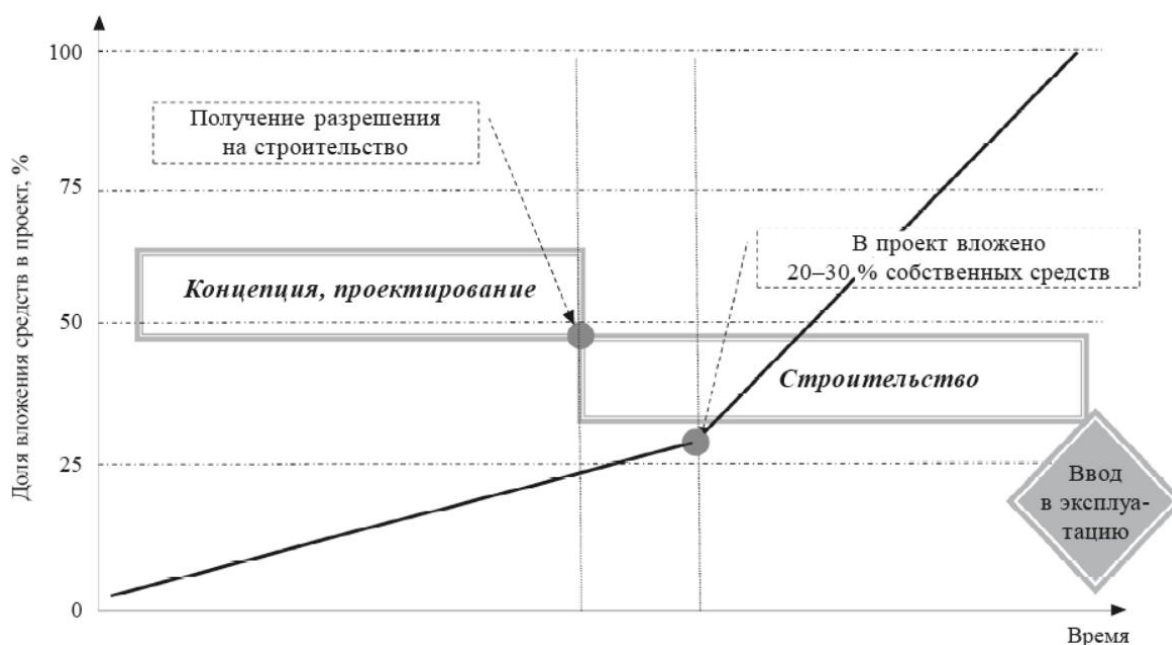 100
Получение разрешения
на строительство
75
В проект вложено
20–30 % собственных средств
Концепция, проектирование
50
Строительство
25
Ввод
в эксплуа-
тацию
0
Время
Доля вложения средств в проект, %